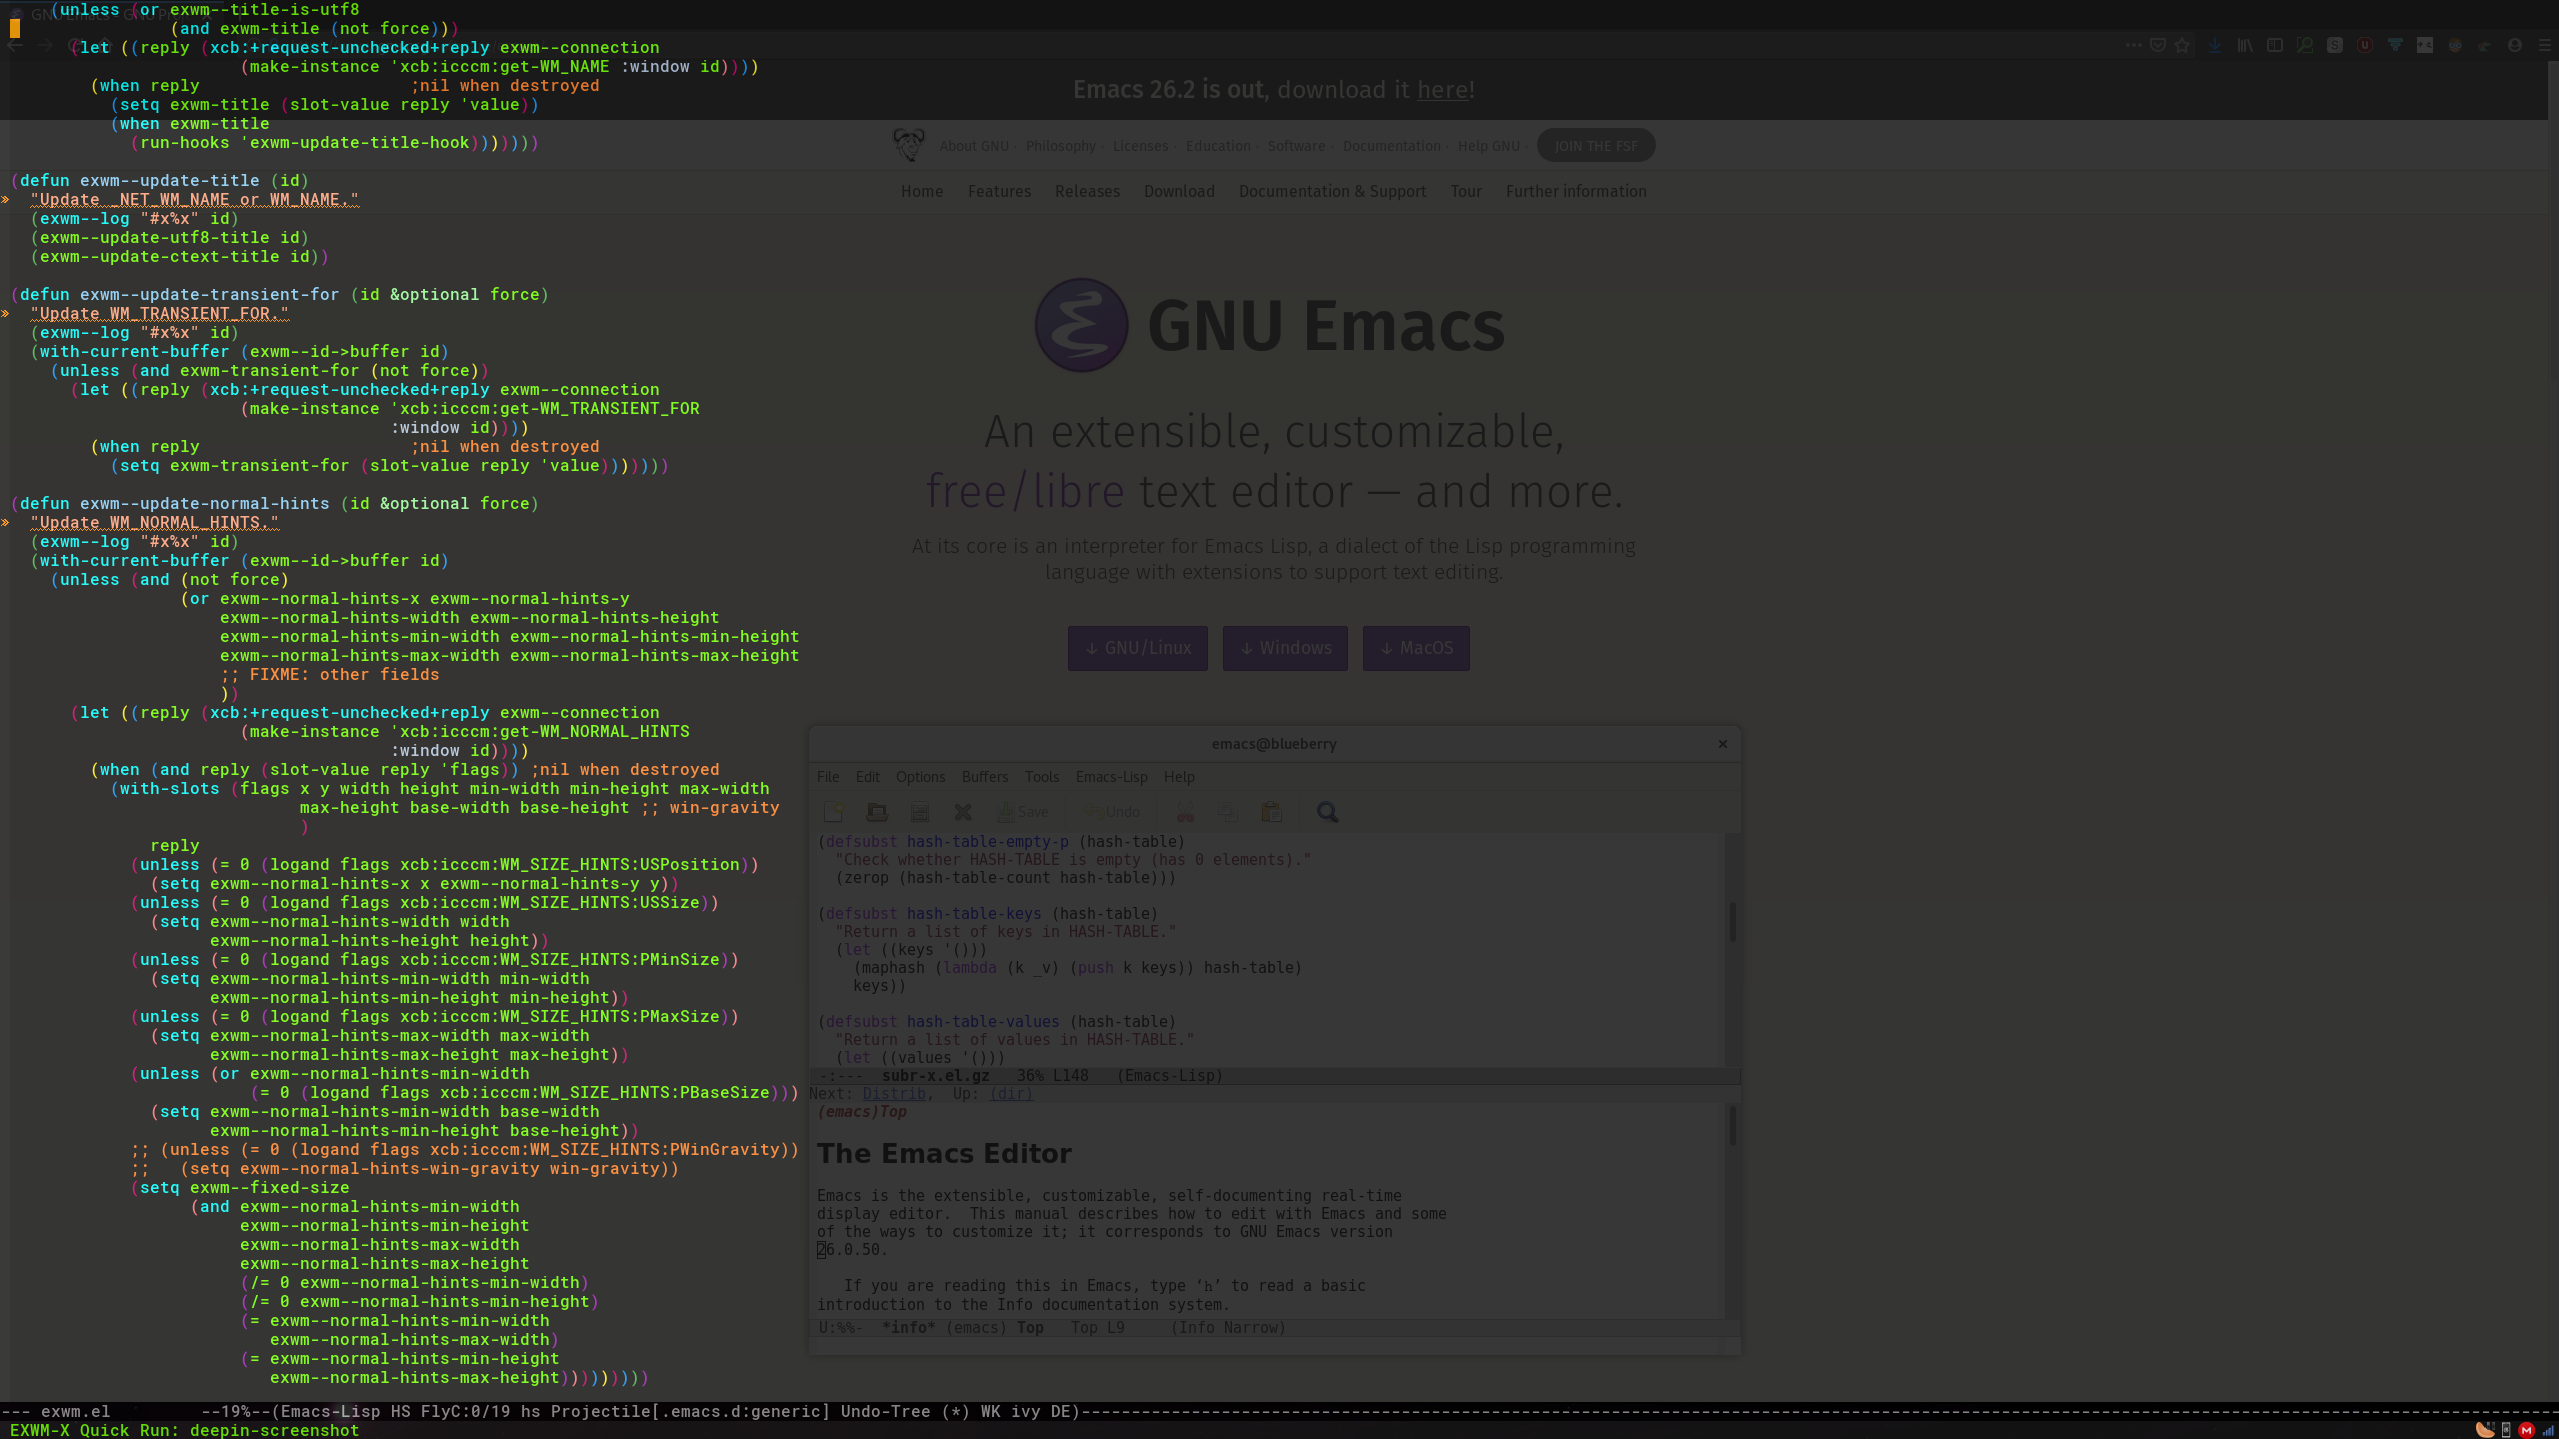 (unless (or exwm--title-is-utf8
(and exwm-title (not force)))
(let ((reply (xcb:+request-unchecked+reply exwm--connection
(make-instance 'xcb:icccm:get-WM_NAME :window id))))
(when reply ;nil when destroyed
(setq exwm-title (slot-value reply 'value))
(when exwm-title
(run-hooks 'exwm-update-title-hook)))))))
(defun exwm--update-title (id)
"Update _NET_WM_NAME or WM_NAME."
(exwm--log "#x%x" id)
(exwm--update-utf8-title id)
(exwm--update-ctext-title id))
(defun exwm--update-transient-for (id &optional force)
"Update WM_TRANSIENT_FOR."
(exwm--log "#x%x" id)
(with-current-buffer (exwm--id->buffer id)
(unless (and exwm-transient-for (not force))
(let ((reply (xcb:+request-unchecked+reply exwm--connection
(make-instance 'xcb:icccm:get-WM_TRANSIENT_FOR
:window id))))
(when reply ;nil when destroyed
(setq exwm-transient-for (slot-value reply 'value)))))))
(defun exwm--update-normal-hints (id &optional force)
"Update WM_NORMAL_HINTS."
(exwm--log "#x%x" id)
(with-current-buffer (exwm--id->buffer id)
(unless (and (not force)
(or exwm--normal-hints-x exwm--normal-hints-y
exwm--normal-hints-width exwm--normal-hints-height
exwm--normal-hints-min-width exwm--normal-hints-min-height
exwm--normal-hints-max-width exwm--normal-hints-max-height
;; FIXME: other fields
))
(let ((reply (xcb:+request-unchecked+reply exwm--connection
(make-instance 'xcb:icccm:get-WM_NORMAL_HINTS
:window id))))
(when (and reply (slot-value reply 'flags)) ;nil when destroyed
(with-slots (flags x y width height min-width min-height max-width
max-height base-width base-height ;; win-gravity
)
reply
(unless (= 0 (logand flags xcb:icccm:WM_SIZE_HINTS:USPosition))
(setq exwm--normal-hints-x x exwm--normal-hints-y y))
(unless (= 0 (logand flags xcb:icccm:WM_SIZE_HINTS:USSize))
(setq exwm--normal-hints-width width
exwm--normal-hints-height height))
(unless (= 0 (logand flags xcb:icccm:WM_SIZE_HINTS:PMinSize))
(setq exwm--normal-hints-min-width min-width
exwm--normal-hints-min-height min-height))
(unless (= 0 (logand flags xcb:icccm:WM_SIZE_HINTS:PMaxSize))
(setq exwm--normal-hints-max-width max-width
exwm--normal-hints-max-height max-height))
(unless (or exwm--normal-hints-min-width
(= 0 (logand flags xcb:icccm:WM_SIZE_HINTS:PBaseSize)))
(setq exwm--normal-hints-min-width base-width
exwm--normal-hints-min-height base-height))
;; (unless (= 0 (logand flags xcb:icccm:WM_SIZE_HINTS:PWinGravity))
;;   (setq exwm--normal-hints-win-gravity win-gravity))
(setq exwm--fixed-size
(and exwm--normal-hints-min-width
exwm--normal-hints-min-height
exwm--normal-hints-max-width
exwm--normal-hints-max-height
(/= 0 exwm--normal-hints-min-width)
(/= 0 exwm--normal-hints-min-height)
(= exwm--normal-hints-min-width
exwm--normal-hints-max-width)
(= exwm--normal-hints-min-height
exwm--normal-hints-max-height)))))))))
--- exwm.el --19%--(Emacs-Lisp HS FlyC:0/19 hs Projectile[.emacs.d:generic] Undo-Tree (*) WK ivy DE)---
EXWM-X Quick Run: deepin-screenshot
Emacs 26.2 is out, download it here!
About GNU · Philosophy · Licenses · Education · Software · Documentation · Help GNU · JOIN THE FSF
Home Features Releases Download Documentation & Support Tour Further information
GNU Emacs
An extensible, customizable,
free/libre text editor — and more.
At its core is an interpreter for Emacs Lisp, a dialect of the Lisp programming
language with extensions to support text editing.
↓ GNU/Linux ↓ Windows ↓ MacOS
emacs@blueberry ×
File Edit Options Buffers Tools Emacs-Lisp Help
Save Undo
(defsubst hash-table-empty-p (hash-table)
"Check whether HASH-TABLE is empty (has 0 elements)."
(zerop (hash-table-count hash-table)))
(defsubst hash-table-keys (hash-table)
"Return a list of keys in HASH-TABLE."
(let ((keys '()))
(maphash (lambda (k _v) (push k keys)) hash-table)
keys))
(defsubst hash-table-values (hash-table)
"Return a list of values in HASH-TABLE."
(let ((values '()))
-:--- subr-x.el.gz 36% L148 (Emacs-Lisp)
Next: Distrib, Up: (dir)
(emacs)Top
The Emacs Editor
Emacs is the extensible, customizable, self-documenting real-time
display editor. This manual describes how to edit with Emacs and some
of the ways to customize it; it corresponds to GNU Emacs version
26.0.50.
If you are reading this in Emacs, type ‘h’ to read a basic
introduction to the Info documentation system.
U:%%- *info* (emacs) Top Top L9 (Info Narrow)